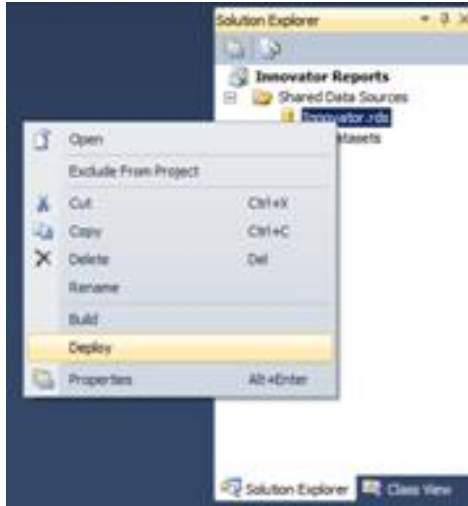 Solution Explorer
Innovator Reports
Shared Data Sources
Innovator.rds
Open
Exclude From Project
Cut Ctrl+X
Copy Ctrl+C
Delete Del
Rename
Build
Deploy
Properties Alt+Enter
Solution Explorer Class View